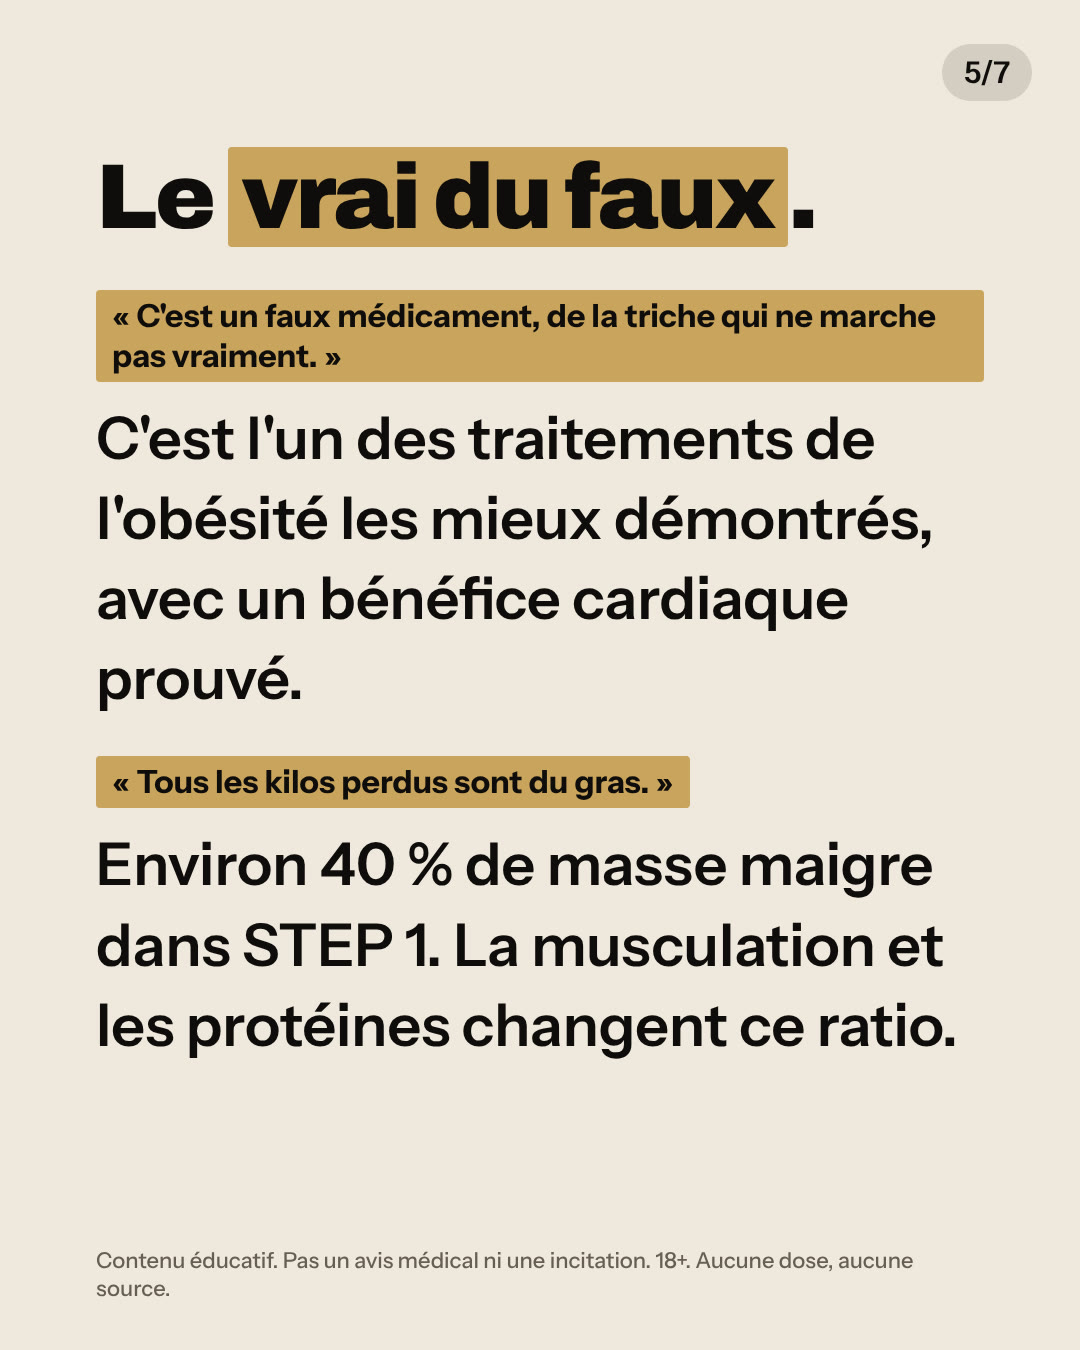 5/7
Le vrai du faux.
« C'est un faux médicament, de la triche qui ne marche
pas vraiment. »
C'est l'un des traitements de
l'obésité les mieux démontrés,
avec un bénéfice cardiaque
prouvé.
« Tous les kilos perdus sont du gras. »
Environ 40 % de masse maigre
dans STEP 1. La musculation et
les protéines changent ce ratio.
Contenu éducatif. Pas un avis médical ni une incitation. 18+. Aucune dose, aucune
source.